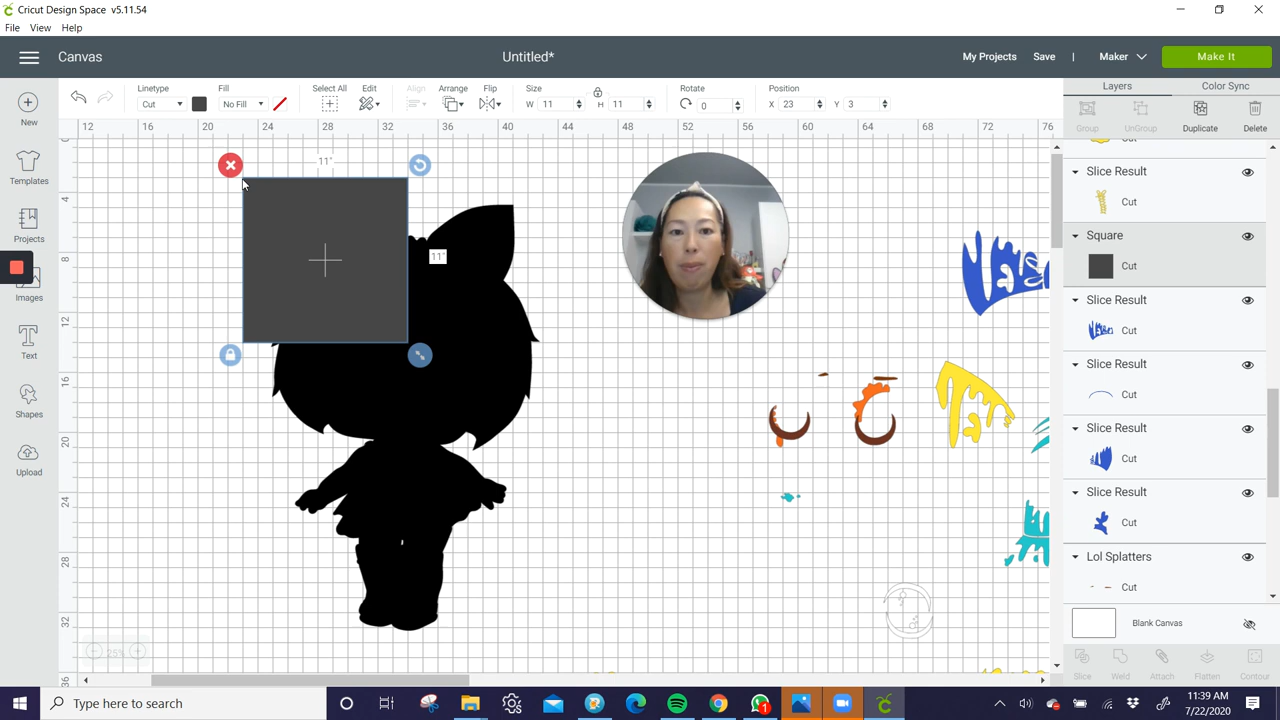 Cricut Design Space v5.11.54
File View Help
Canvas
Untitled*
My Projects Save | Maker Make It
Linetype Fill Select All Edit Align Arrange Flip Size Rotate Position
Cut No Fill W 11 H 11 0 X 23 Y 3
Layers Color Sync
Group UnGroup Duplicate Delete
12 16 20 24 28 32 36 40 44 48 52 56 60 64 68 72 76
4
8
12
16
20
24
28
32
36
New
Templates
Projects
Images
Text
Shapes
Upload
11"
11"
25%
Slice Result
Cut
Square
Cut
Slice Result
Cut
Slice Result
Cut
Slice Result
Cut
Slice Result
Cut
Lol Splatters
Cut
Blank Canvas
Slice Weld Attach Flatten Contour
Type here to search
1
11:39 AM
7/22/2020